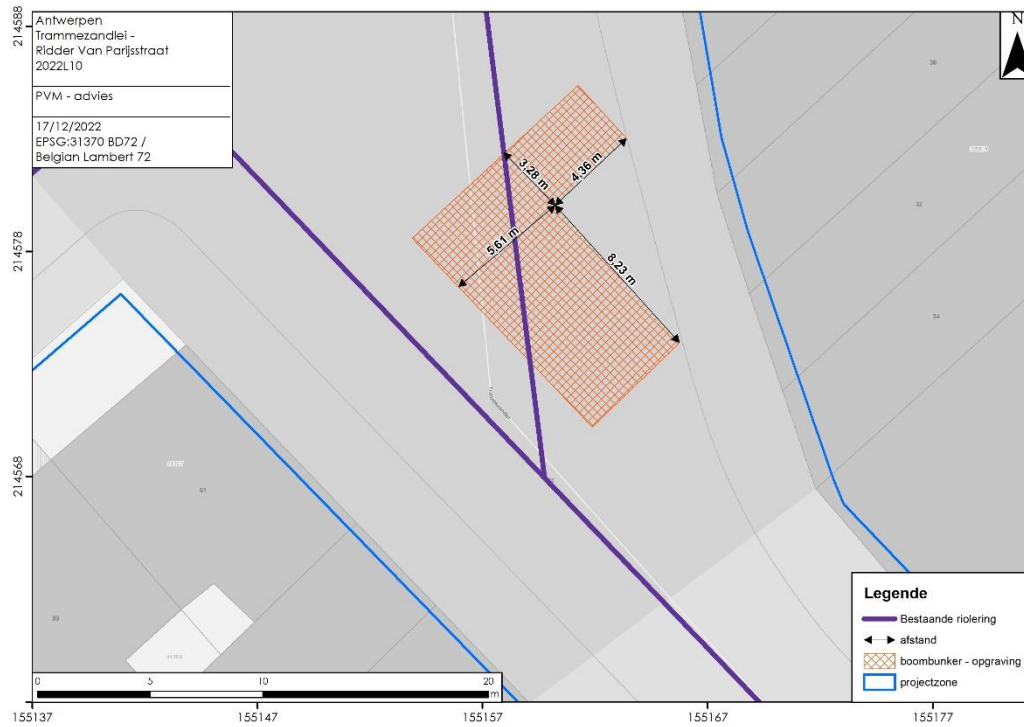 Antwerpen
Trammezandlei -
Ridder Van Parijsstraat
2022L10
PVM - advies
17/12/2022
EPSG:31370 BD72 /
Belgian Lambert 72
N
214588
214578
214568
3,28 m
4,36 m
5,61 m
8,23 m
36
32
34
91
89
Legende
Bestaande riolering
afstand
boombunker - opgraving
projectzone
0 5 10 20
m
155137 155147 155157 155167 155177